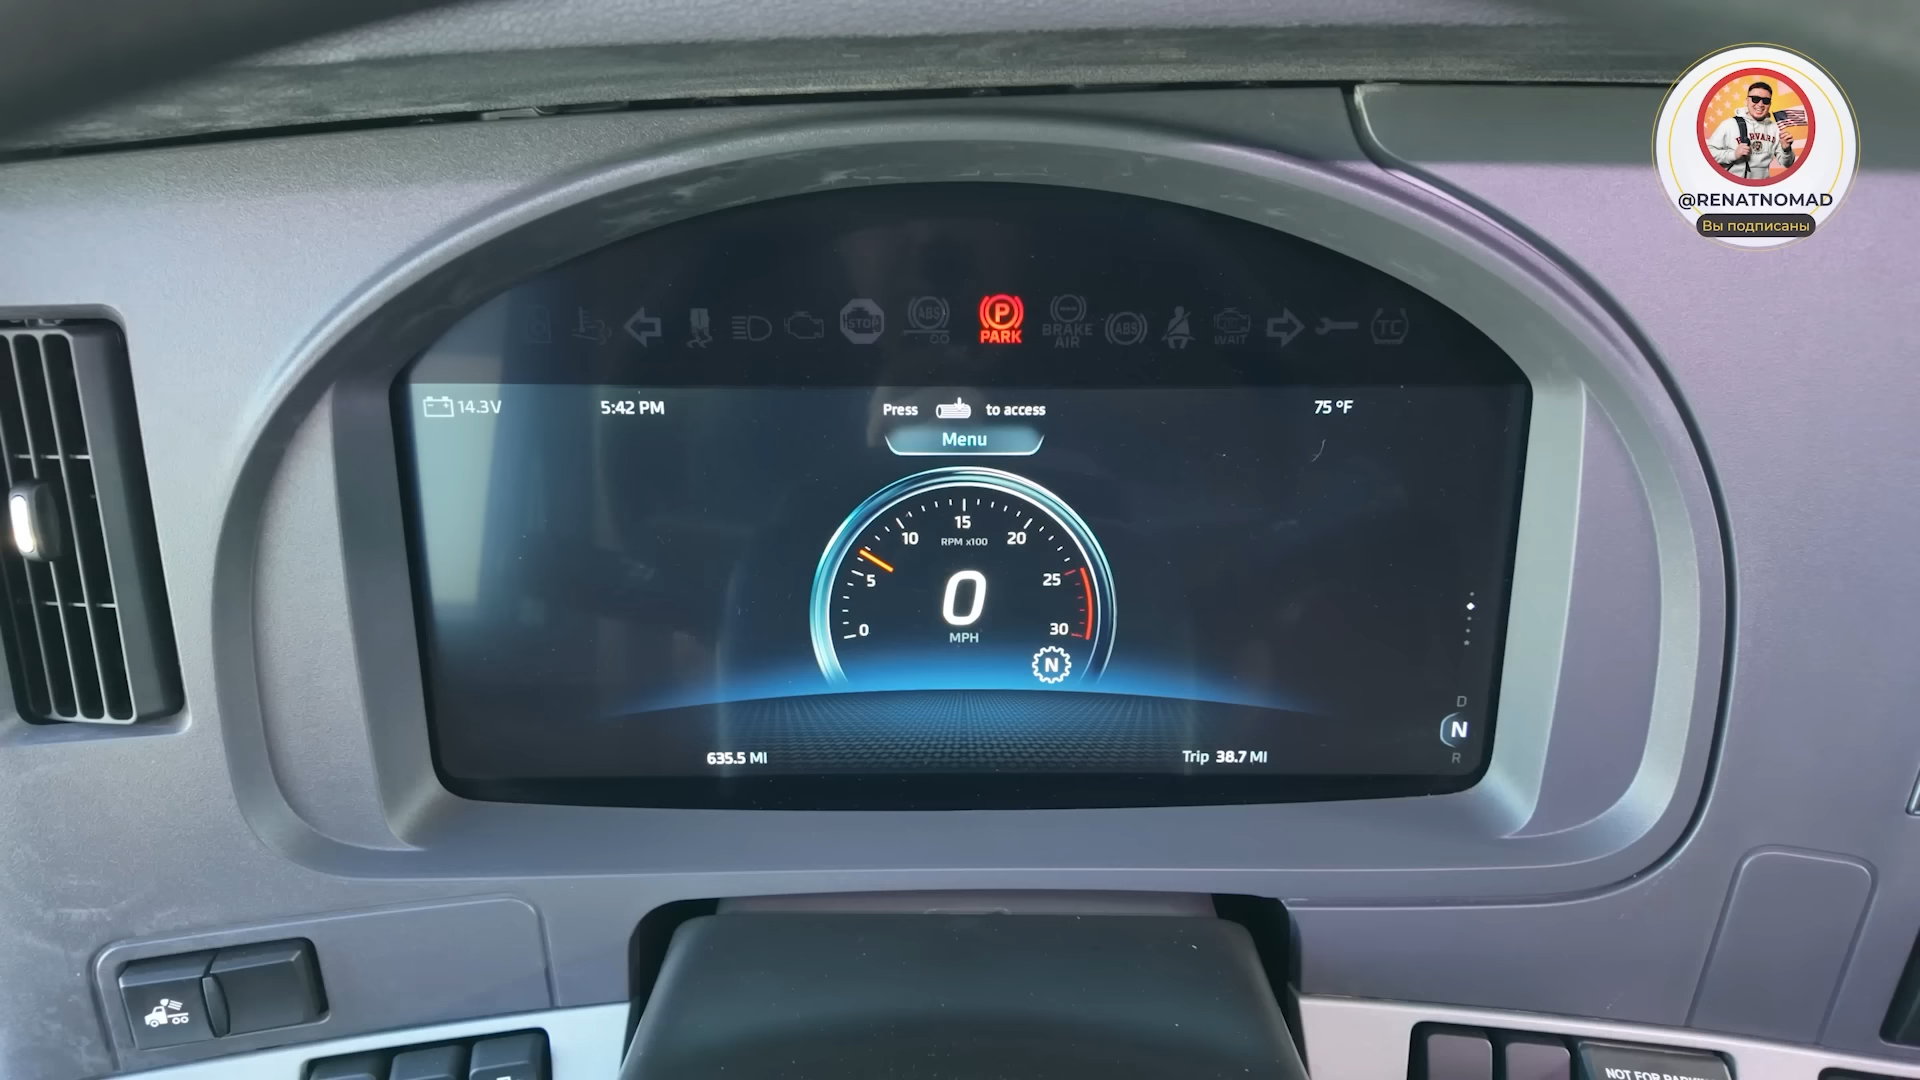 HARVARD
@RENATNOMAD
Вы подписаны
STOP
ABS
P
PARK
BRAKE
AIR
ABS
WAIT
TC
14.3V
5:42 PM
Press to access
75 °F
Menu
0
5
10
15
20
25
30
RPM x100
0
MPH
N
D
N
R
635.5 MI
Trip 38.7 MI
NOT FOR